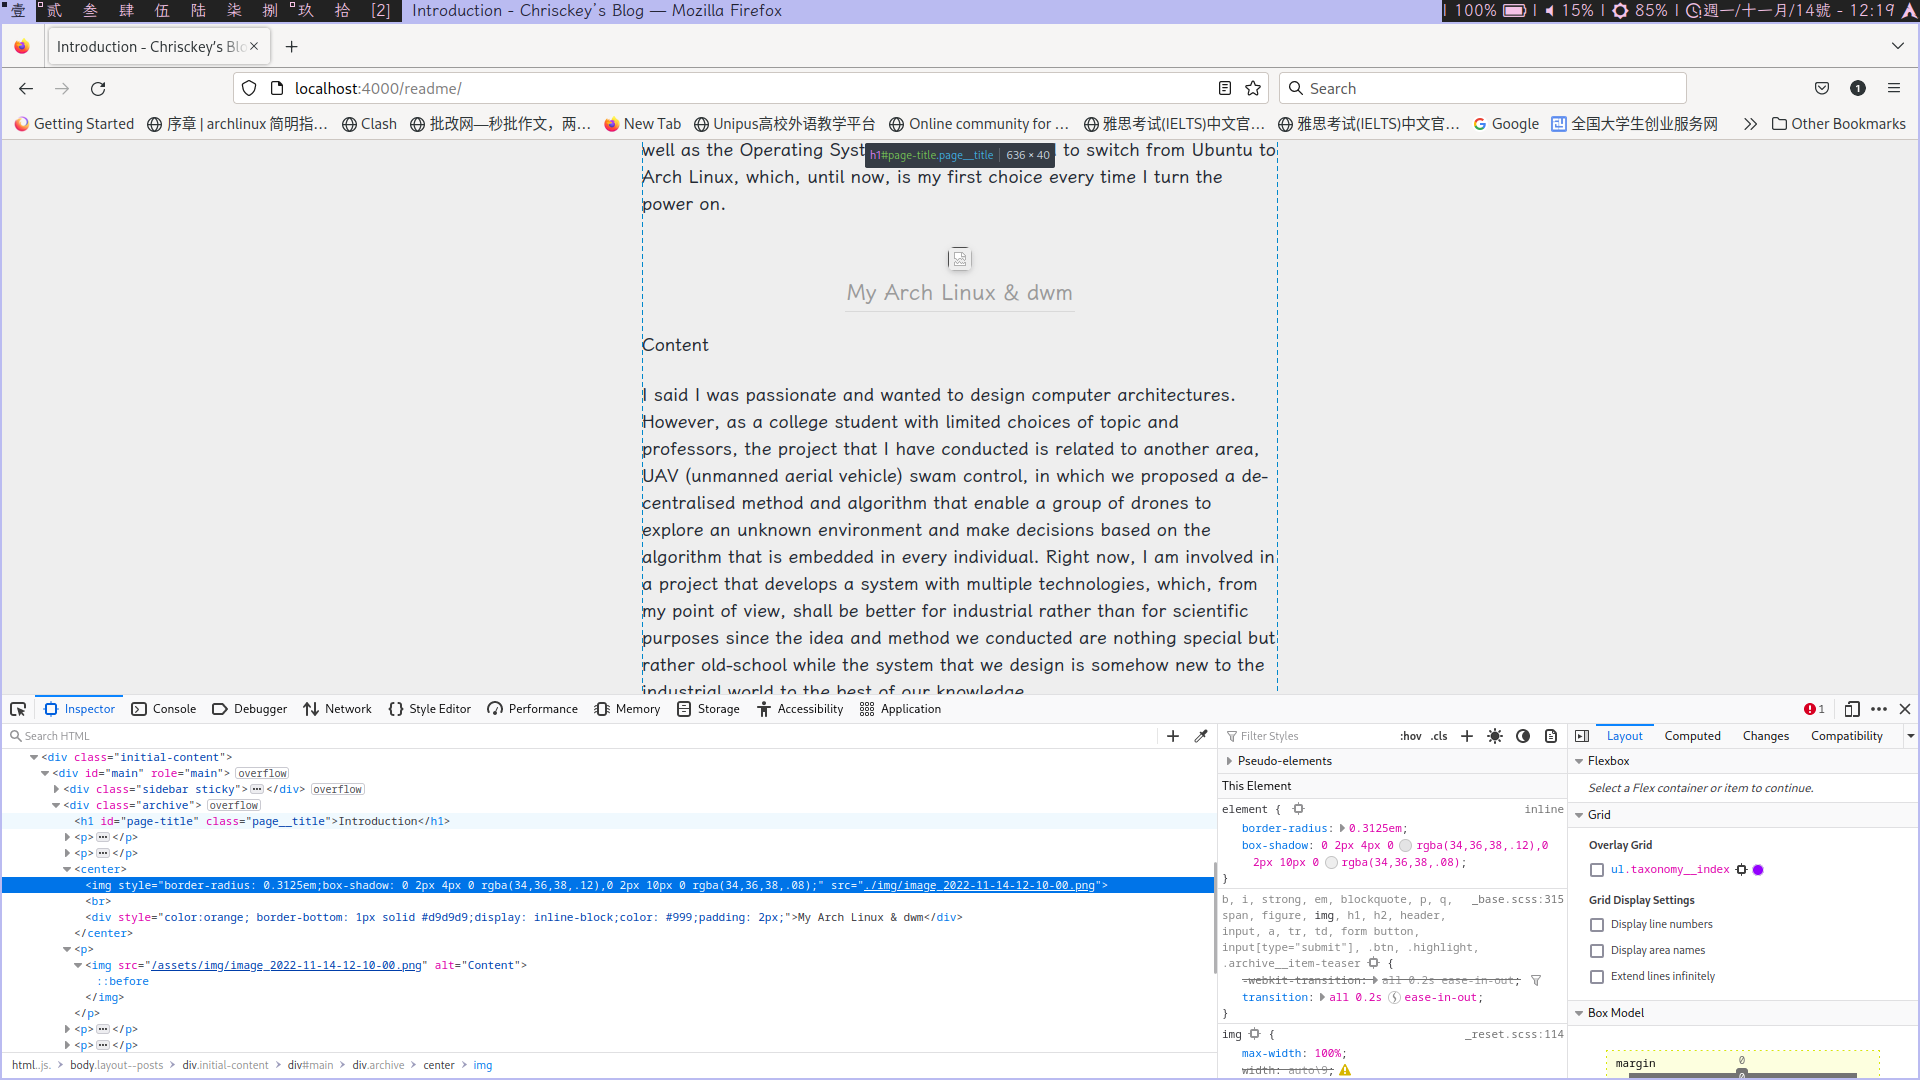 壹 贰 叁 肆 伍 陆 柒 捌 玖 拾 [2] Introduction - Chrisckey's Blog — Mozilla Firefox | 100% | 15% | 85% | 週一/十一月/14號 - 12:19
Introduction - Chrisckey's Blo
localhost:4000/readme/
Search
1
Getting Started 序章 | archlinux 简明指... Clash 批改网—秒批作文，两... New Tab Unipus高校外语教学平台 Online community for ... 雅思考试(IELTS)中文官... 雅思考试(IELTS)中文官... Google 全国大学生创业服务网 Other Bookmarks
well as the Operating Syst
h1#page-title.page__title | 636 × 40
to switch from Ubuntu to
Arch Linux, which, until now, is my first choice every time I turn the
power on.
My Arch Linux & dwm
Content
I said I was passionate and wanted to design computer architectures.
However, as a college student with limited choices of topic and
professors, the project that I have conducted is related to another area,
UAV (unmanned aerial vehicle) swam control, in which we proposed a de-
centralised method and algorithm that enable a group of drones to
explore an unknown environment and make decisions based on the
algorithm that is embedded in every individual. Right now, I am involved in
a project that develops a system with multiple technologies, which, from
my point of view, shall be better for industrial rather than for scientific
purposes since the idea and method we conducted are nothing special but
rather old-school while the system that we design is somehow new to the
industrial world to the best of our knowledge.
Inspector Console Debugger Network Style Editor Performance Memory Storage Accessibility Application 1
Search HTML
<div class="initial-content">
<div id="main" role="main"> overflow
<div class="sidebar sticky">···</div> overflow
<div class="archive"> overflow
<h1 id="page-title" class="page__title">Introduction</h1>
<p>···</p>
<p>···</p>
<center>
<img style="border-radius: 0.3125em;box-shadow: 0 2px 4px 0 rgba(34,36,38,.12),0 2px 10px 0 rgba(34,36,38,.08);" src="./img/image_2022-11-14-12-10-00.png">
<br>
<div style="color:orange; border-bottom: 1px solid #d9d9d9;display: inline-block;color: #999;padding: 2px;">My Arch Linux & dwm</div>
</center>
<p>
<img src="/assets/img/image_2022-11-14-12-10-00.png" alt="Content">
::before
</img>
</p>
<p>···</p>
<p>···</p>
html.js. body.layout--posts div.initial-content div#main div.archive center img
Filter Styles :hov .cls
Pseudo-elements
This Element
element { inline
border-radius: 0.3125em;
box-shadow: 0 2px 4px 0 rgba(34,36,38,.12),0
2px 10px 0 rgba(34,36,38,.08);
}
b, i, strong, em, blockquote, p, q, _base.scss:315
span, figure, img, h1, h2, header,
input, a, tr, td, form button,
input[type="submit"], .btn, .highlight,
.archive__item-teaser {
-webkit-transition: all 0.2s ease-in-out;
transition: all 0.2s ease-in-out;
}
img { _reset.scss:114
max-width: 100%;
width: auto\9;
Layout Computed Changes Compatibility
Flexbox
Select a Flex container or item to continue.
Grid
Overlay Grid
ul.taxonomy__index
Grid Display Settings
Display line numbers
Display area names
Extend lines infinitely
Box Model
margin 0